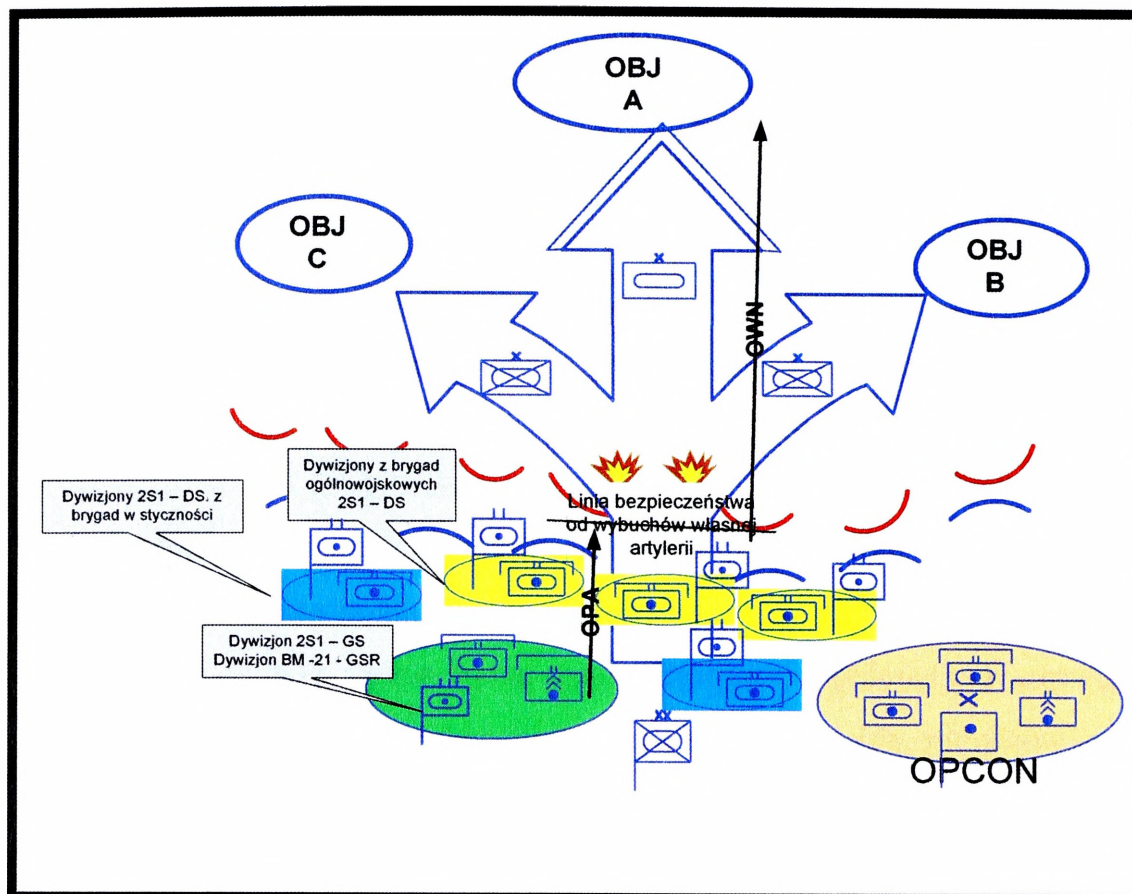 OBJ
A
OBJ
C
OBJ
B
OWN
Dywizjony z brygad
ogólnowojskowych
2S1 – DS
Dywizjony 2S1 – DS. z
brygad w styczności
Linia bezpieczeństwa
od wybuchów własnej
artylerii
OPA
Dywizjon 2S1 – GS
Dywizjon BM -21 - GSR
OPCON